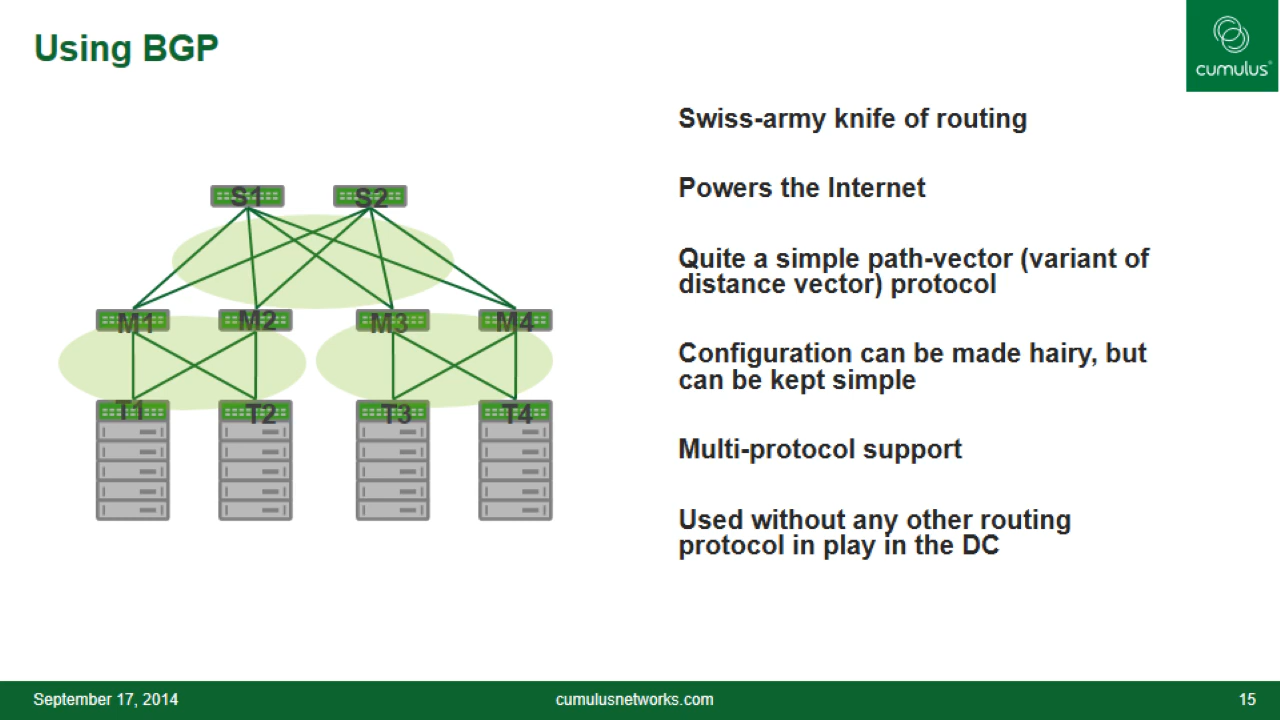 Using BGP
cumulus®
Swiss-army knife of routing
Powers the Internet
Quite a simple path-vector (variant of
distance vector) protocol
Configuration can be made hairy, but
can be kept simple
Multi-protocol support
Used without any other routing
protocol in play in the DC
S1 S2
M1 M2 M3 M4
T1 T2 T3 T4
September 17, 2014 cumulusnetworks.com 15